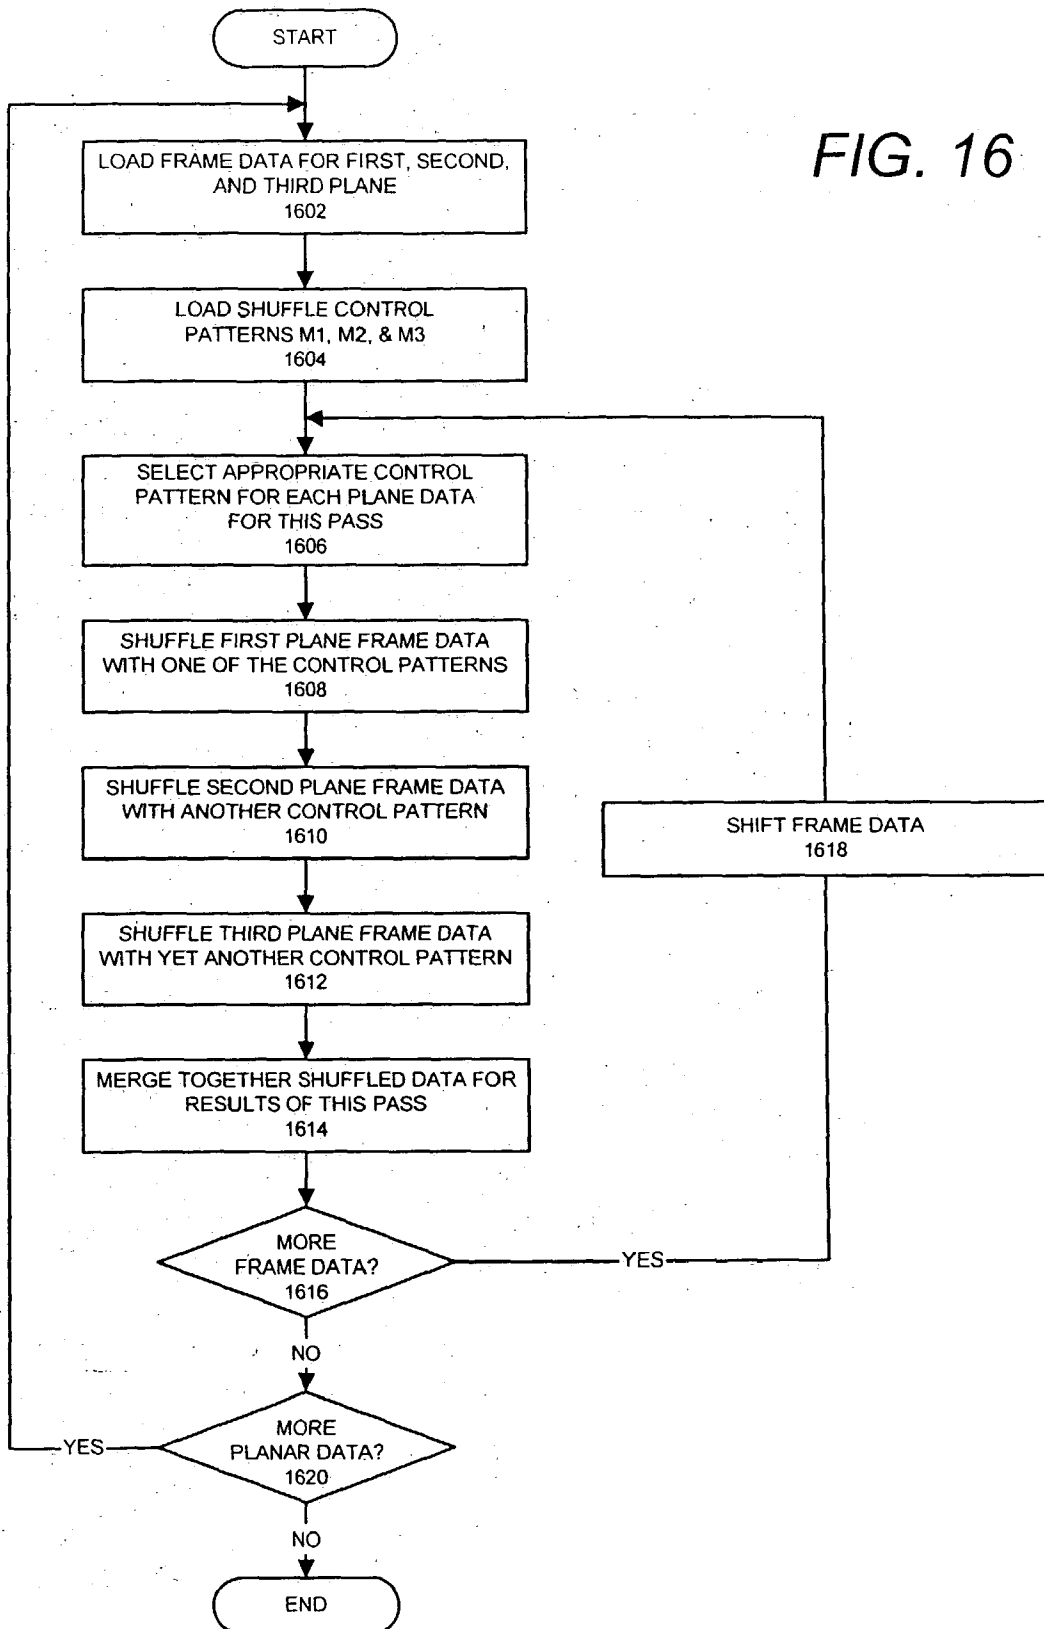 START
FIG. 16
LOAD FRAME DATA FOR FIRST, SECOND,
AND THIRD PLANE
1602
LOAD SHUFFLE CONTROL
PATTERNS M1, M2, & M3
1604
SELECT APPROPRIATE CONTROL
PATTERN FOR EACH PLANE DATA
FOR THIS PASS
1606
SHUFFLE FIRST PLANE FRAME DATA
WITH ONE OF THE CONTROL PATTERNS
1608
SHUFFLE SECOND PLANE FRAME DATA
WITH ANOTHER CONTROL PATTERN
1610
SHIFT FRAME DATA
1618
SHUFFLE THIRD PLANE FRAME DATA
WITH YET ANOTHER CONTROL PATTERN
1612
MERGE TOGETHER SHUFFLED DATA FOR
RESULTS OF THIS PASS
1614
MORE
FRAME DATA?
1616
YES
NO
MORE
PLANAR DATA?
1620
YES
NO
END